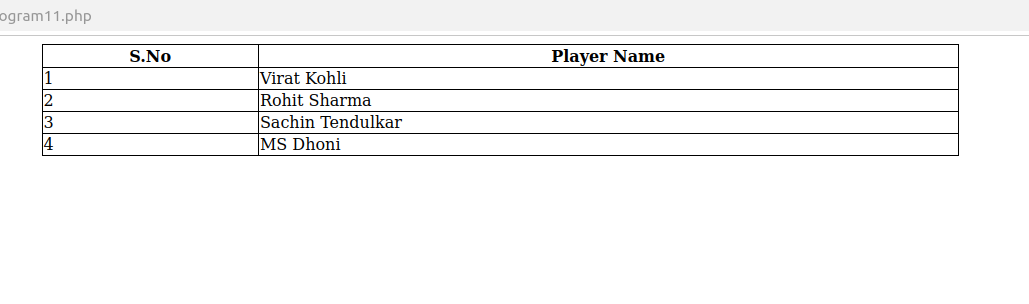 ogram11.php
S.No Player Name
1 Virat Kohli
2 Rohit Sharma
3 Sachin Tendulkar
4 MS Dhoni